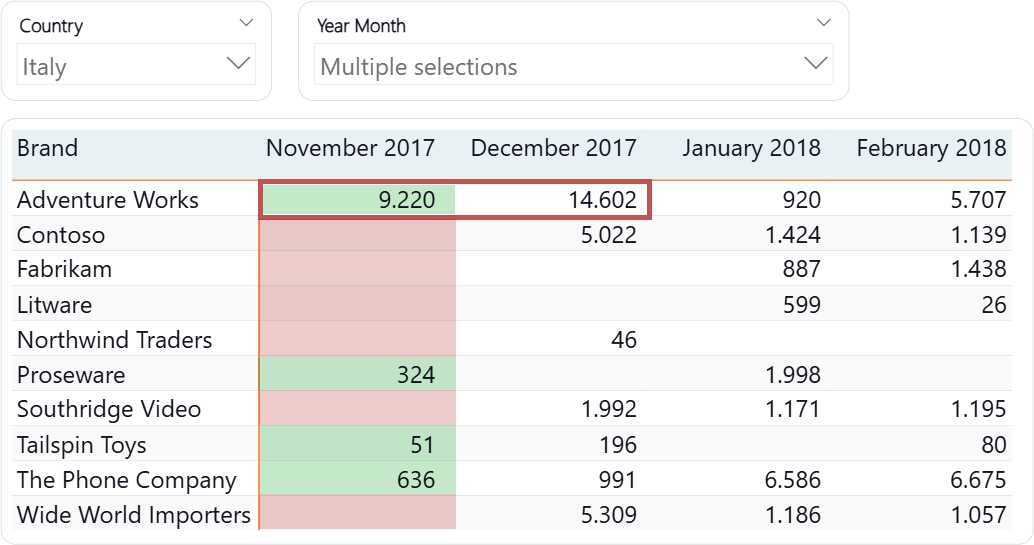 Country
Year Month
Italy
Multiple selections
Brand November 2017 December 2017 January 2018 February 2018
Adventure Works 9.220 14.602 920 5.707
Contoso 5.022 1.424 1.139
Fabrikam 887 1.438
Litware 599 26
Northwind Traders 46
Proseware 324 1.998
Southridge Video 1.992 1.171 1.195
Tailspin Toys 51 196 80
The Phone Company 636 991 6.586 6.675
Wide World Importers 5.309 1.186 1.057